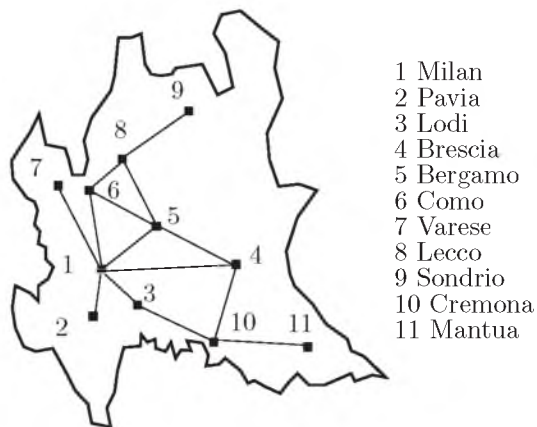 9
8
7
6
5
1
4
3
2
10
11
1 Milan
2 Pavia
3 Lodi
4 Brescia
5 Bergamo
6 Como
7 Varese
8 Lecco
9 Sondrio
10 Cremona
11 Mantua